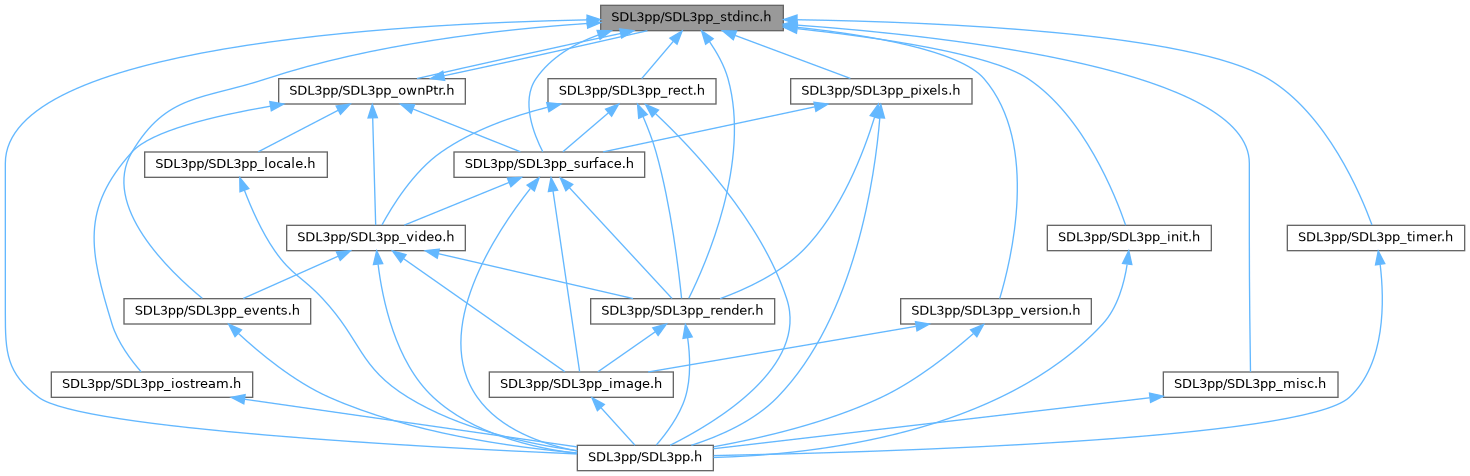 SDL3pp/SDL3pp_stdinc.h
SDL3pp/SDL3pp_ownPtr.h
SDL3pp/SDL3pp_rect.h
SDL3pp/SDL3pp_pixels.h
SDL3pp/SDL3pp_locale.h
SDL3pp/SDL3pp_surface.h
SDL3pp/SDL3pp_video.h
SDL3pp/SDL3pp_init.h
SDL3pp/SDL3pp_timer.h
SDL3pp/SDL3pp_events.h
SDL3pp/SDL3pp_render.h
SDL3pp/SDL3pp_version.h
SDL3pp/SDL3pp_iostream.h
SDL3pp/SDL3pp_image.h
SDL3pp/SDL3pp_misc.h
SDL3pp/SDL3pp.h